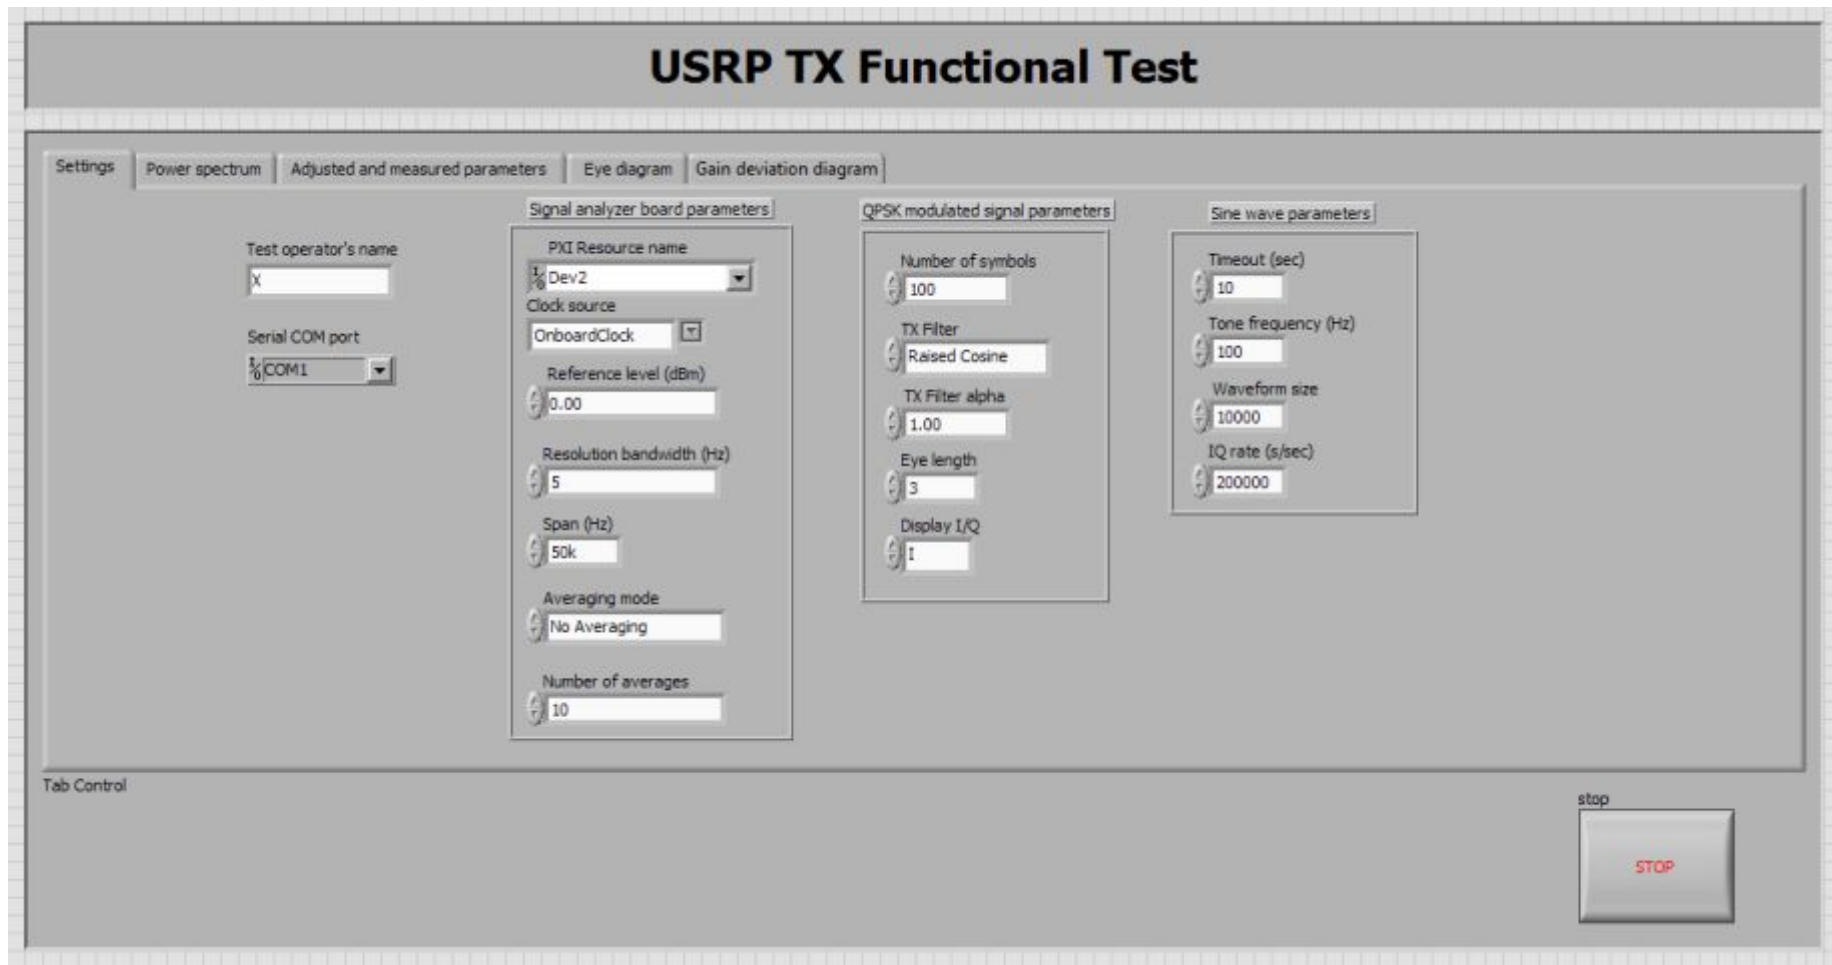 USRP TX Functional Test
Settings
Power spectrum
Adjusted and measured parameters
Eye diagram
Gain deviation diagram
Test operator's name
X
Serial COM port
COM1
Signal analyzer board parameters
PXI Resource name
Dev2
Clock source
OnboardClock
Reference level (dBm)
0.00
Resolution bandwidth (Hz)
5
Span (Hz)
50k
Averaging mode
No Averaging
Number of averages
10
QPSK modulated signal parameters
Number of symbols
100
TX Filter
Raised Cosine
TX Filter alpha
1.00
Eye length
3
Display I/Q
I
Sine wave parameters
Timeout (sec)
10
Tone frequency (Hz)
100
Waveform size
10000
IQ rate (s/sec)
200000
Tab Control
stop
STOP